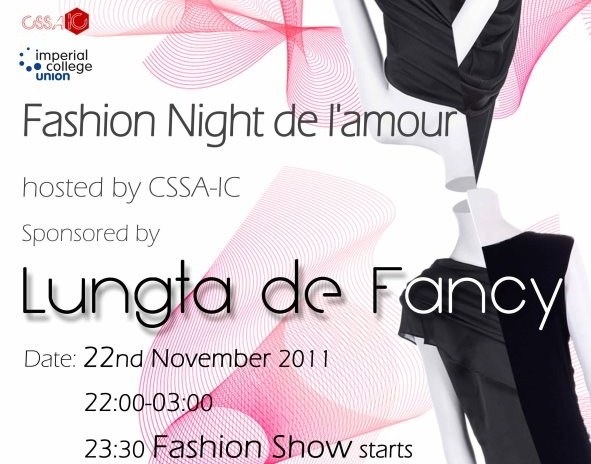 CSSA IC
imperial
college
union
Fashion Night de l'amour
hosted by CSSA-IC
Sponsored by
Lungta de Fancy
Date: 22nd November 2011
22:00-03:00
23:30 Fashion Show starts